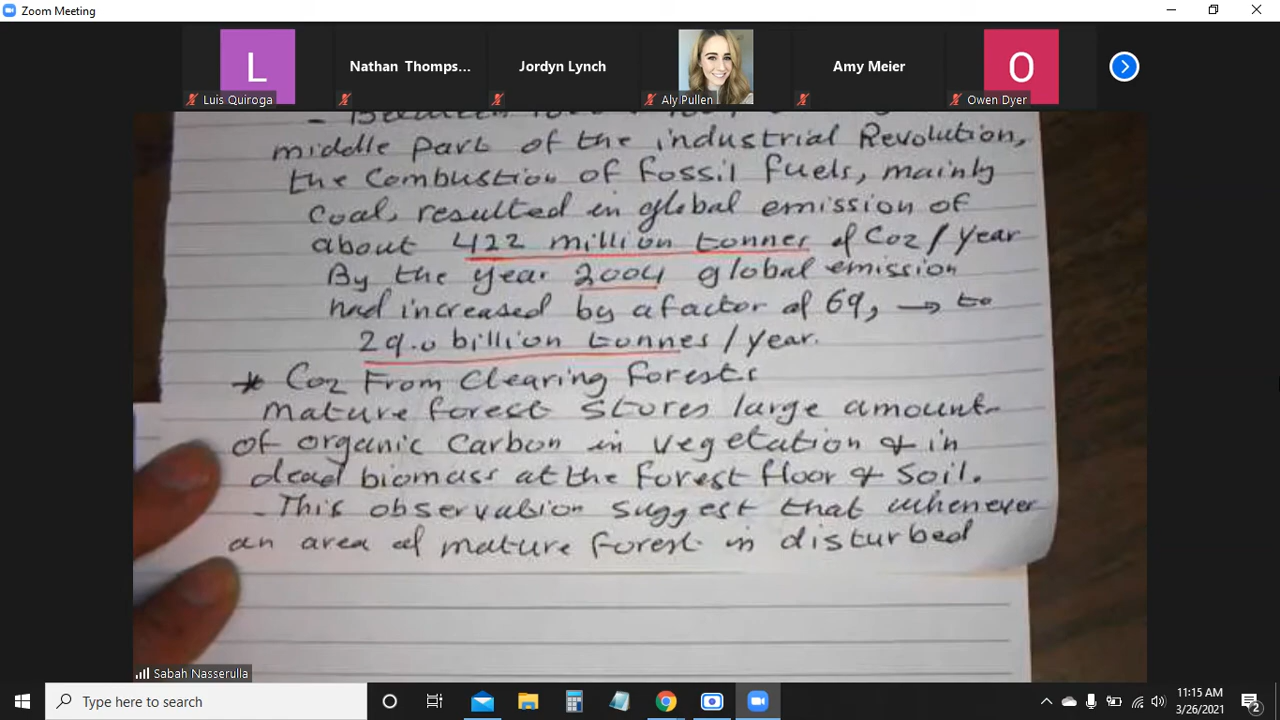 Zoom Meeting
L
Nathan Thomps...
Jordyn Lynch
Amy Meier
O
Luis Quiroga
Aly Pullen
Owen Dyer
middle part of the industrial Revolution,
the Combustion of Fossil Fuels, mainly
Coal, resulted in global emission of
about 422 million tonner of CO2 / year
By the year 2004 global emission
had increased by a factor of 69, → to
29.0 billion tonnes / year.
* CO2 From Clearing Forests
Mature forest stores large amount
of organic Carbon in vegetation & in
dead biomass at the forest floor & Soil.
- This observation suggest that whenever
an area of mature forest in disturbed
Sabah Nasserulla
Type here to search
11:15 AM
3/26/2021
2